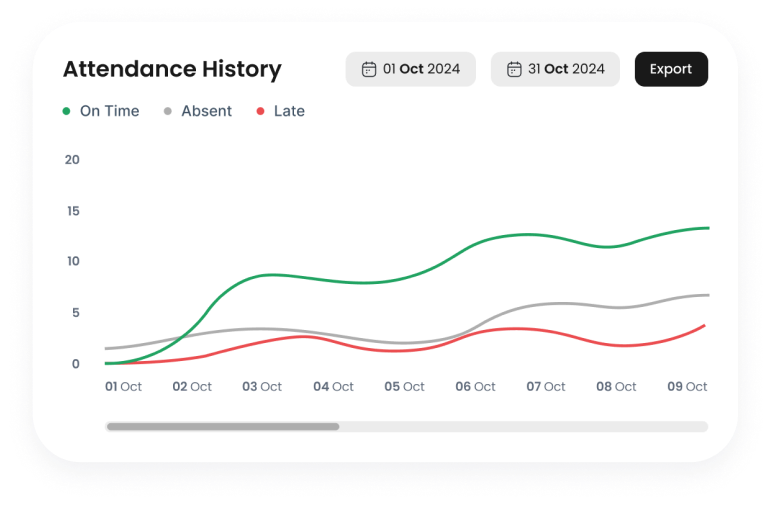 Attendance History
01 Oct 2024
31 Oct 2024
Export
On Time
Absent
Late
20
15
10
5
0
01 Oct
02 Oct
03 Oct
04 Oct
05 Oct
06 Oct
07 Oct
08 Oct
09 Oct